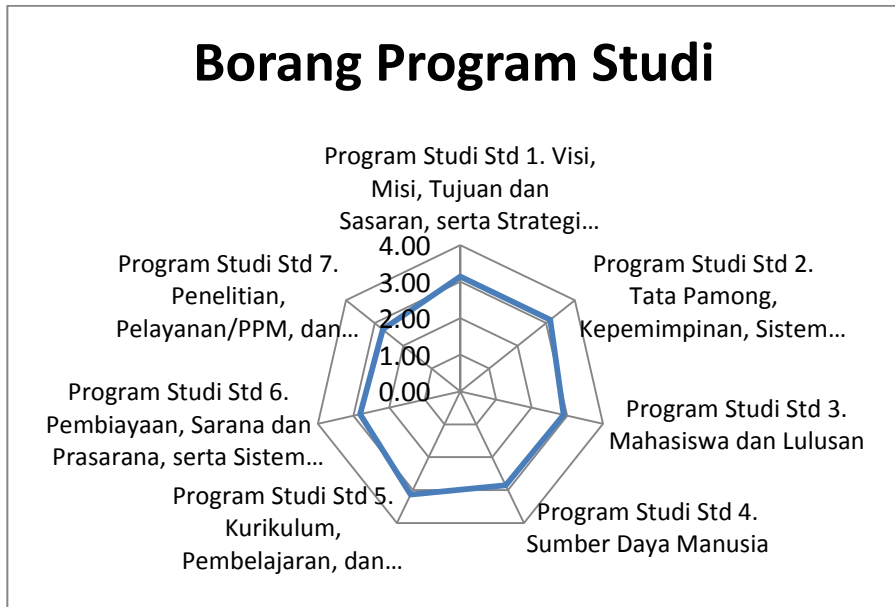 Borang Program Studi
Program Studi Std 1. Visi,
Misi, Tujuan dan
Sasaran, serta Strategi…
Program Studi Std 2.
Tata Pamong,
Kepemimpinan, Sistem…
Program Studi Std 3.
Mahasiswa dan Lulusan
Program Studi Std 4.
Sumber Daya Manusia
Program Studi Std 5.
Kurikulum,
Pembelajaran, dan…
Program Studi Std 6.
Pembiayaan, Sarana dan
Prasarana, serta Sistem…
Program Studi Std 7.
Penelitian,
Pelayanan/PPM, dan…
4.00
3.00
2.00
1.00
0.00